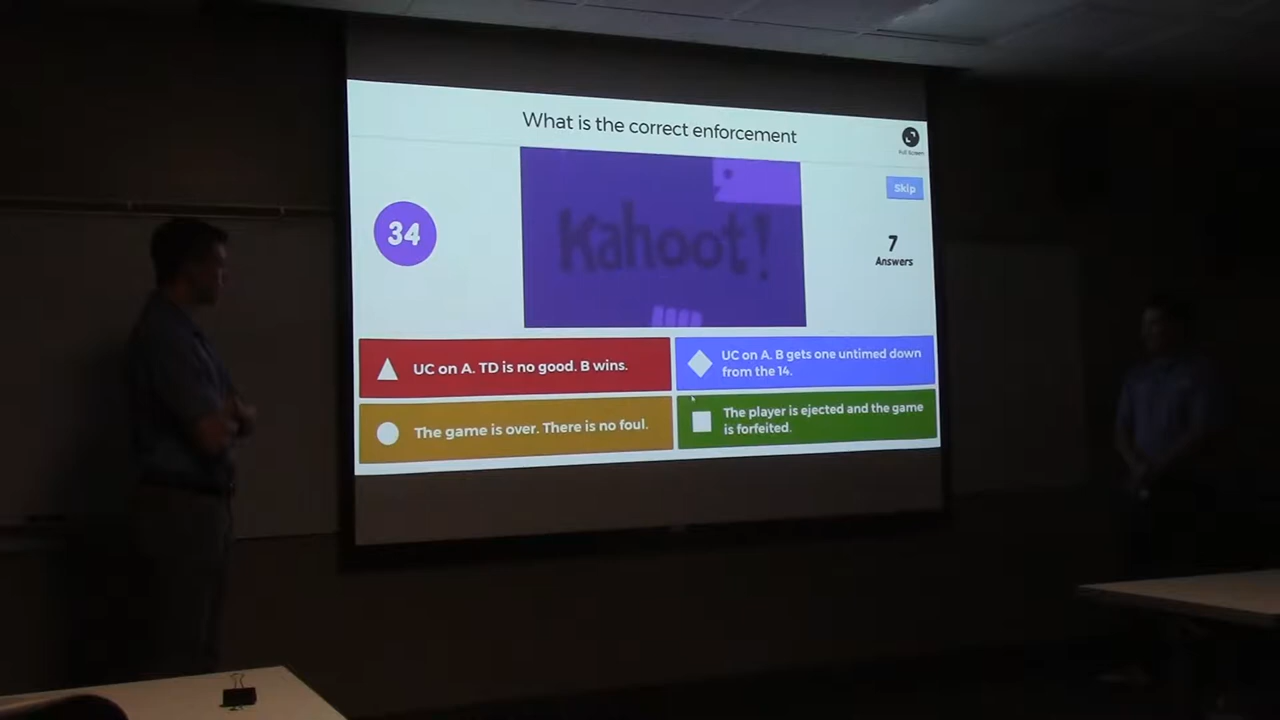 What is the correct enforcement
Full Screen
Skip
34
Kahoot!
7
Answers
UC on A. TD is no good. B wins.
UC on A. B gets one untimed down
from the 14.
The game is over. There is no foul.
The player is ejected and the game
is forfeited.